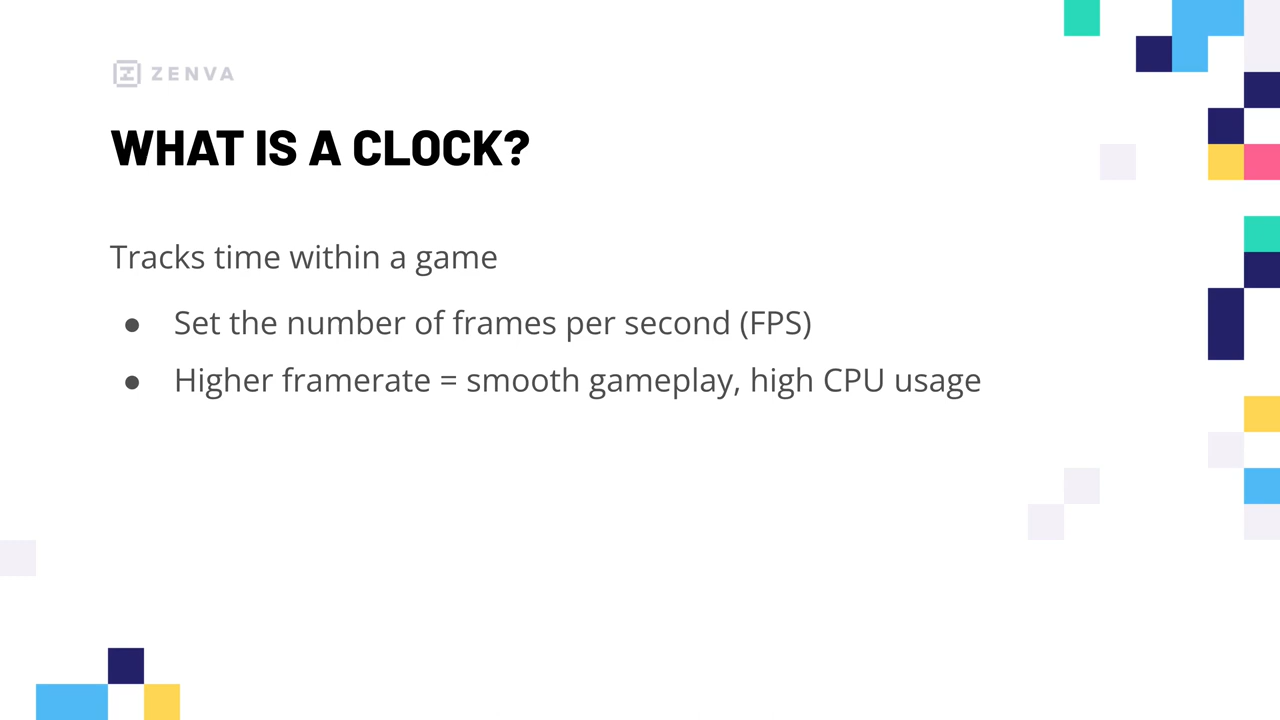 ZENVA
WHAT IS A CLOCK?
Tracks time within a game
● Set the number of frames per second (FPS)
● Higher framerate = smooth gameplay, high CPU usage